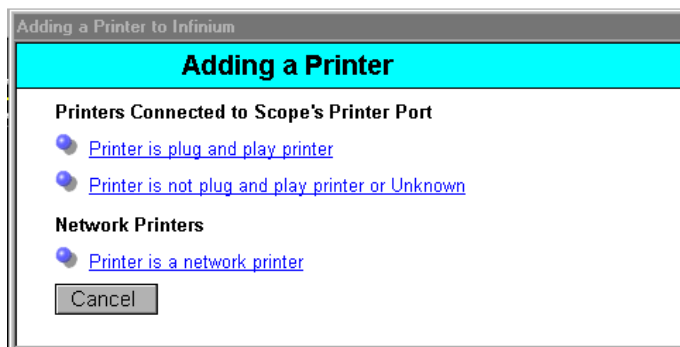 Adding a Printer to Infinium
Adding a Printer
Printers Connected to Scope's Printer Port
Printer is plug and play printer
Printer is not plug and play printer or Unknown
Network Printers
Printer is a network printer
Cancel